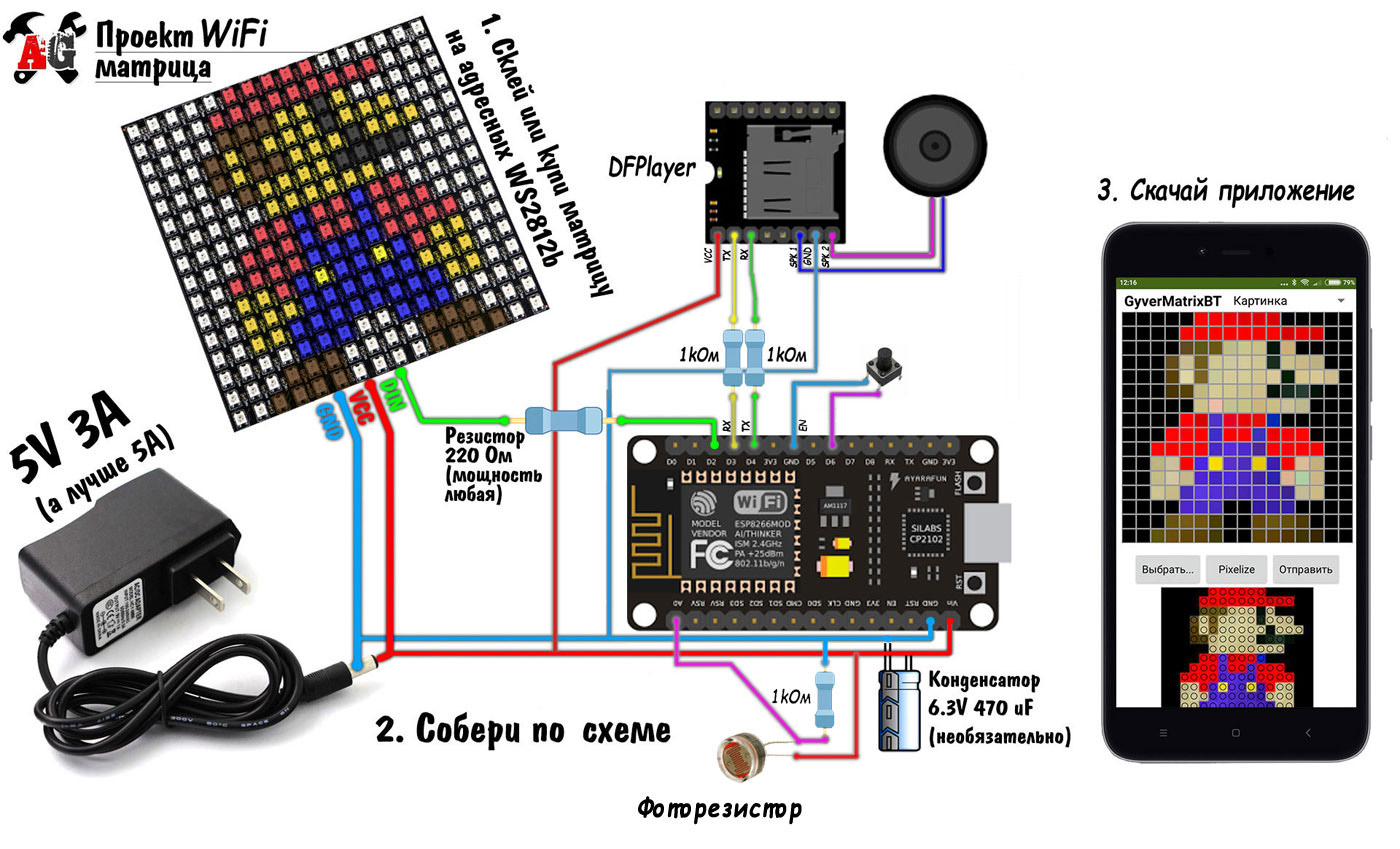 AG
Проект WiFi
матрица
1. Склей или купи матрицу
на адресных WS2812b
GND
VCC
DIN
5V 3A
(а лучше 5А)
Резистор
220 Ом
(мощность
любая)
DFPlayer
VCC
TX
RX
SPK 1
GND
SPK 2
1кОм
1кОм
RX
TX
EN
D0 D1 D2 D3 D4 3V3 GND D5 D6 D7 D8 RX TX GND 3V3
FLASH
AYARAFUN
WiFi
MODEL
VENDOR
ESP8266MOD
AI/THINKER
ISM 2.4GHz
PA +25dBm
802.11b/g/n
FC
AM1117
SILABS
CP2102
RST
A0 RSV RSV SD3 SD2 SD1 CMD SD0 CLK GND 3V3 EN RST GND Vin
1кОм
Конденсатор
6.3V 470 uF
(необязательно)
2. Собери по схеме
Фоторезистор
3. Скачай приложение
12:16
79%
GyverMatrixBT Картинка
Выбрать... Pixelize Отправить